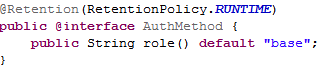 @Retention(RetentionPolicy.RUNTIME)
public @interface AuthMethod {
    public String role() default "base";
}